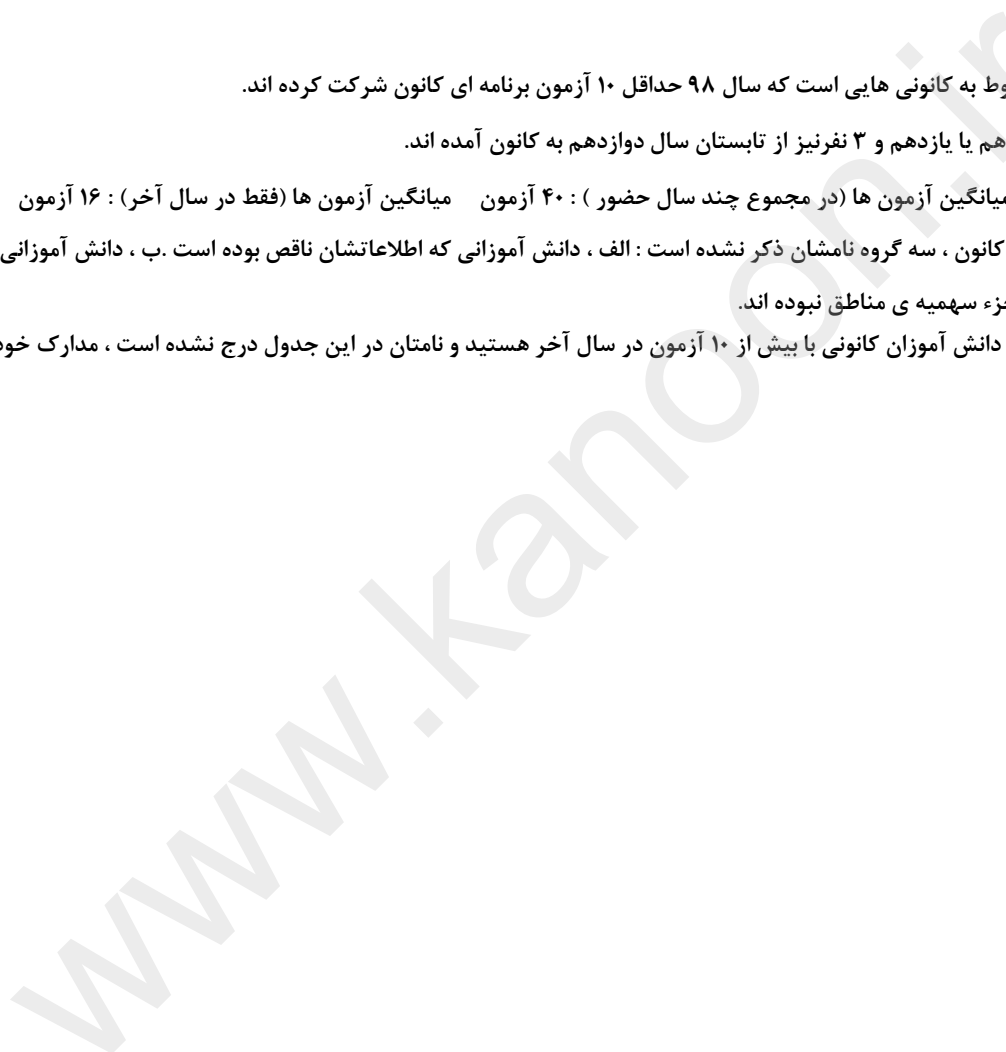 به کانونی هایی است که سال ۹۸ حداقل ۱۰ آزمون برنامه ای کانون شرکت کرده اند.
یا یازدهم و ۳ نفرنیز از تابستان سال دوازدهم به کانون آمده اند.
میانگین آزمون ها (در مجموع چند سال حضور ) : ۴۰ آزمون    میانگین آزمون ها (فقط در سال آخر) : ۱۶ آزمون
کانون ، سه گروه نامشان ذکر نشده است : الف ، دانش آموزانی که اطلاعاتشان ناقص بوده است .ب ، دانش آموزانی
سهمیه ی مناطق نبوده اند.
دانش آموزان کانونی با بیش از ۱۰ آزمون در سال آخر هستید و نامتان در این جدول درج نشده است ، مدارک
www.kanoon.ir